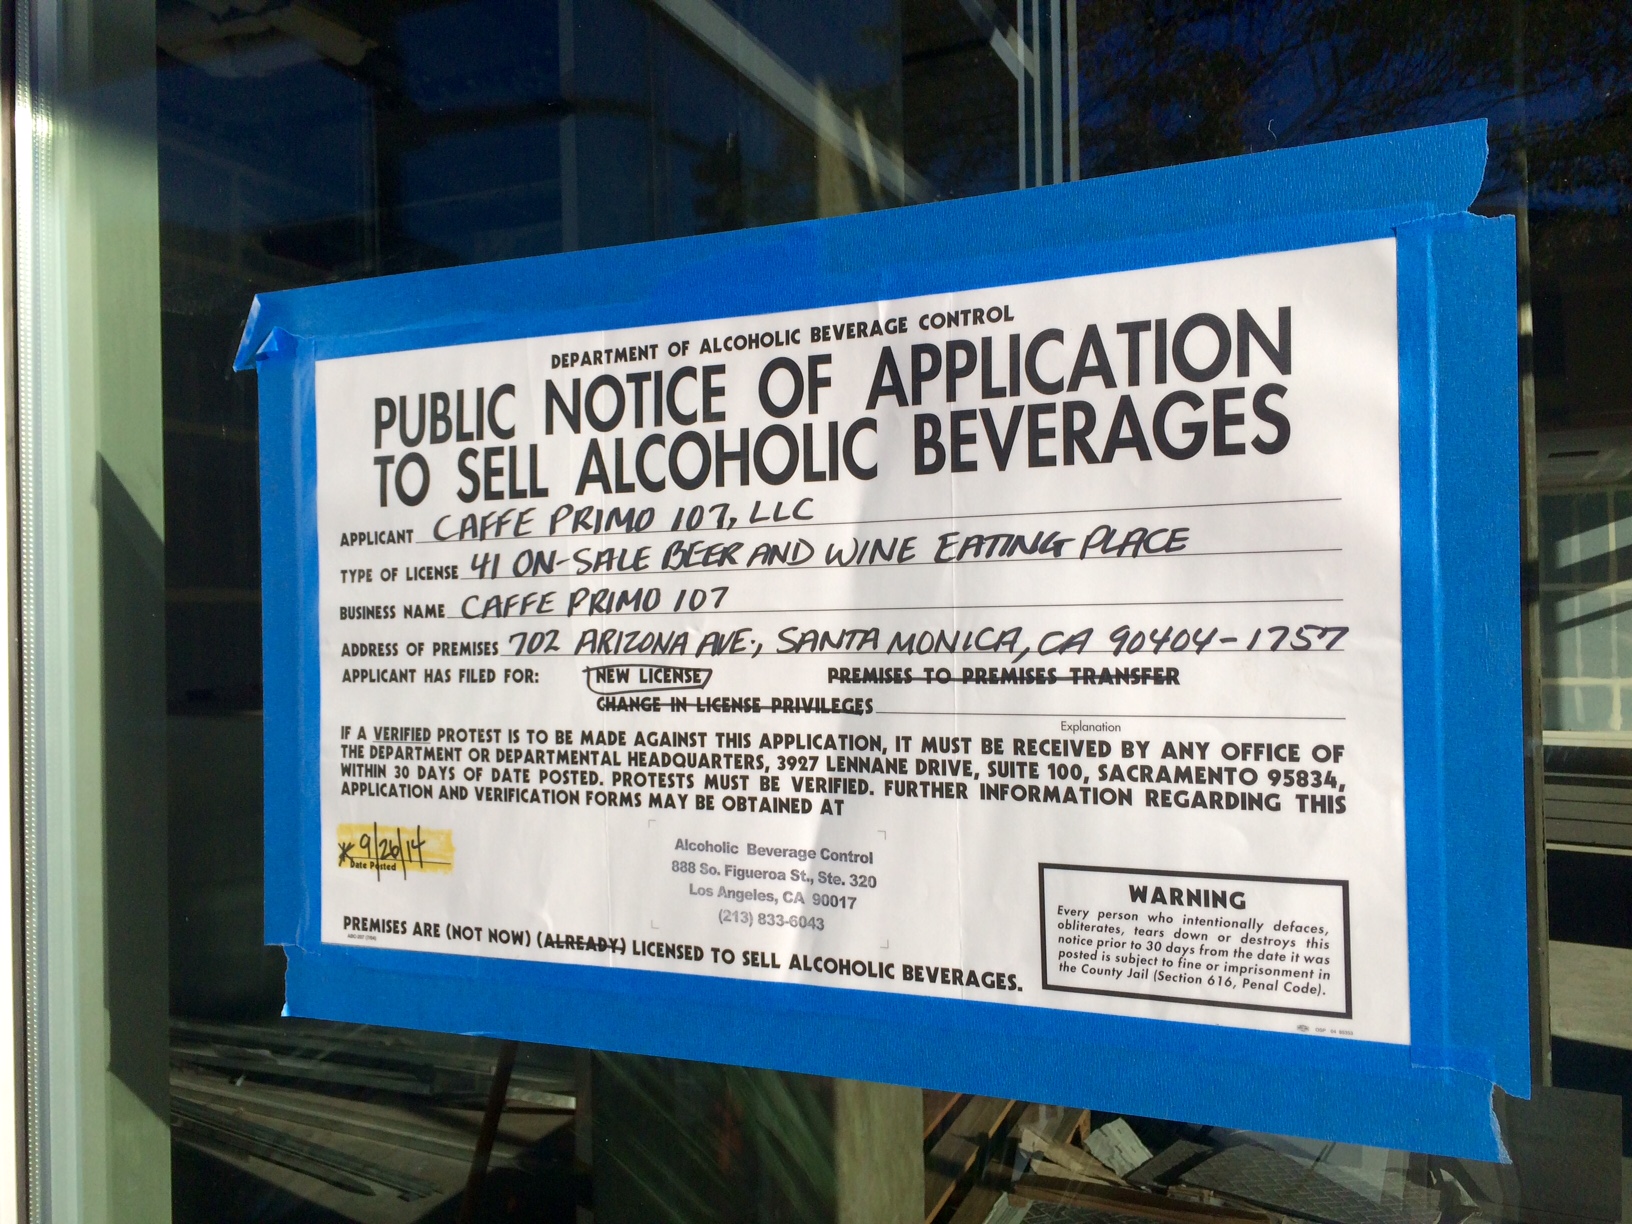 DEPARTMENT OF ALCOHOLIC BEVERAGE CONTROL
PUBLIC NOTICE OF APPLICATION
TO SELL ALCOHOLIC BEVERAGES
APPLICANT CAFFE PRIMO 107, LLC
TYPE OF LICENSE 41 ON-SALE BEER AND WINE EATING PLACE
BUSINESS NAME CAFFE PRIMO 107
ADDRESS OF PREMISES 702 ARIZONA AVE., SANTA MONICA, CA 90404-1757
APPLICANT HAS FILED FOR: NEW LICENSE PREMISES TO PREMISES TRANSFER
CHANGE IN LICENSE PRIVILEGES
Explanation
IF A VERIFIED PROTEST IS TO BE MADE AGAINST THIS APPLICATION, IT MUST BE RECEIVED BY ANY OFFICE OF
THE DEPARTMENT OR DEPARTMENTAL HEADQUARTERS, 3927 LENNANE DRIVE, SUITE 100, SACRAMENTO 95834,
WITHIN 30 DAYS OF DATE POSTED. PROTESTS MUST BE VERIFIED. FURTHER INFORMATION REGARDING THIS
APPLICATION AND VERIFICATION FORMS MAY BE OBTAINED AT
* 9/26/14
Date Posted
Alcoholic Beverage Control
888 So. Figueroa St., Ste. 320
Los Angeles, CA 90017
(213) 833-6043
PREMISES ARE (NOT NOW) (ALREADY) LICENSED TO SELL ALCOHOLIC BEVERAGES.
WARNING
Every person who intentionally defaces,
obliterates, tears down or destroys this
notice prior to 30 days from the date it was
posted is subject to fine or imprisonment in
the County Jail (Section 616, Penal Code).